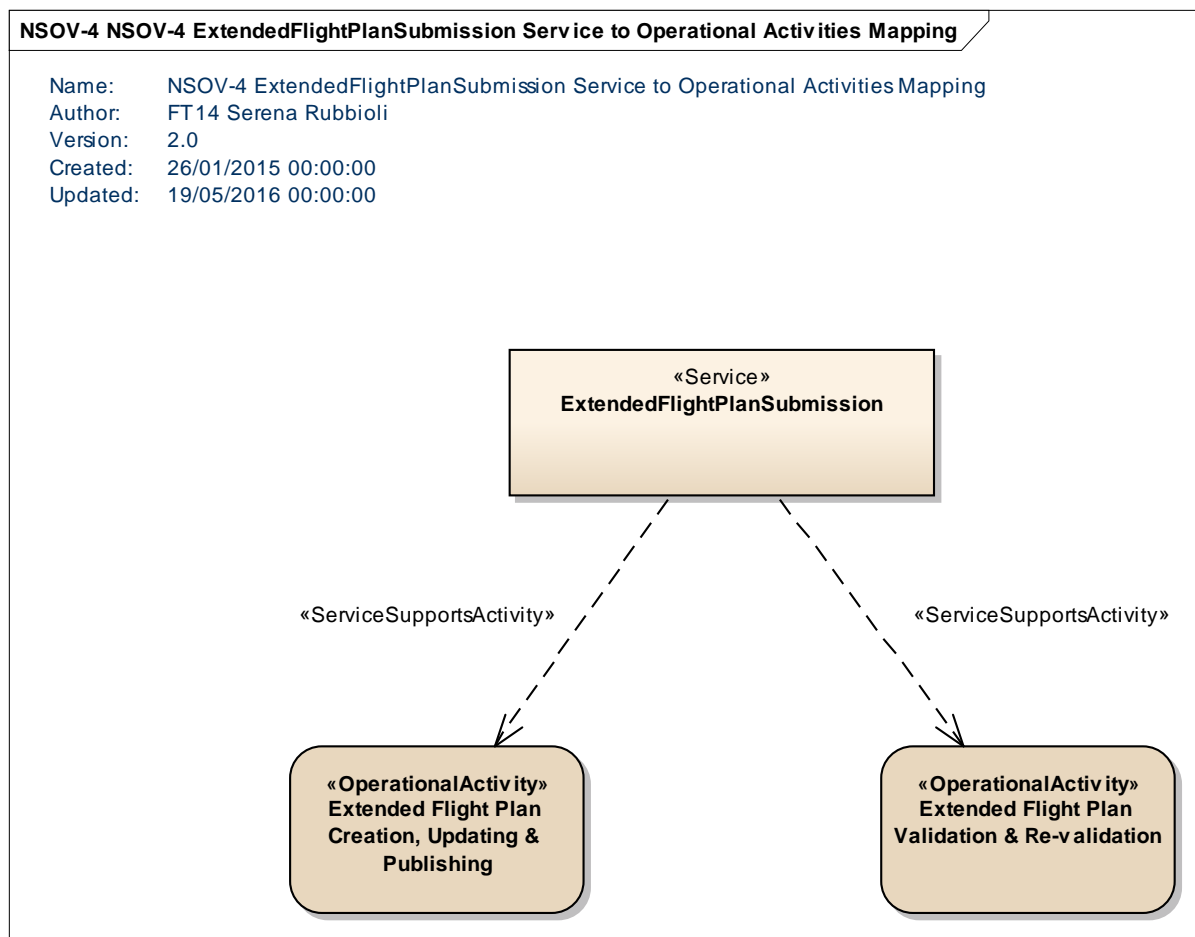 NSOV-4 NSOV-4 ExtendedFlightPlanSubmission Service to Operational Activities Mapping
Name: NSOV-4 ExtendedFlightPlanSubmission Service to Operational Activities Mapping
Author: FT14 Serena Rubbioli
Version: 2.0
Created: 26/01/2015 00:00:00
Updated: 19/05/2016 00:00:00
«Service»
ExtendedFlightPlanSubmission
«ServiceSupportsActivity»
«ServiceSupportsActivity»
«OperationalActivity»
Extended Flight Plan
Creation, Updating &
Publishing
«OperationalActivity»
Extended Flight Plan
Validation & Re-validation